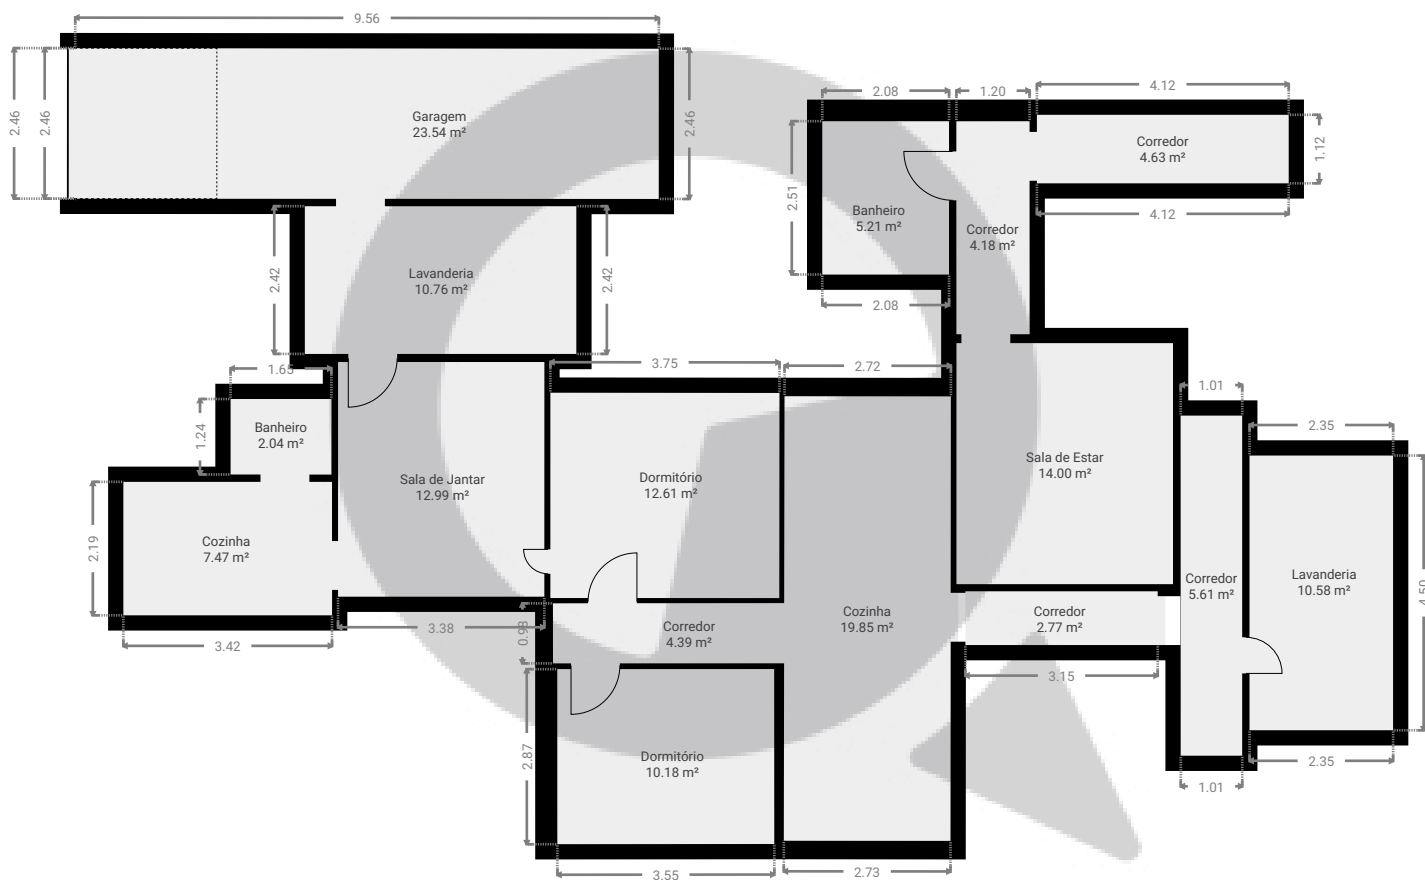 9.56
2.46
2.46
2.46
Garagem
23.54 m²
2.08
1.20
4.12
Corredor
4.63 m²
1.12
2.51
Banheiro
5.21 m²
Corredor
4.18 m²
4.12
2.42
Lavanderia
10.76 m²
2.42
2.08
1.65
3.75
2.72
1.01
1.24
Banheiro
2.04 m²
2.35
Sala de Jantar
12.99 m²
Dormitório
12.61 m²
Sala de Estar
14.00 m²
2.19
Cozinha
7.47 m²
Corredor
5.61 m²
Lavanderia
10.58 m²
4.50
3.42
3.38
0.98
Corredor
4.39 m²
Cozinha
19.85 m²
Corredor
2.77 m²
3.15
2.87
Dormitório
10.18 m²
2.35
1.01
3.55
2.73